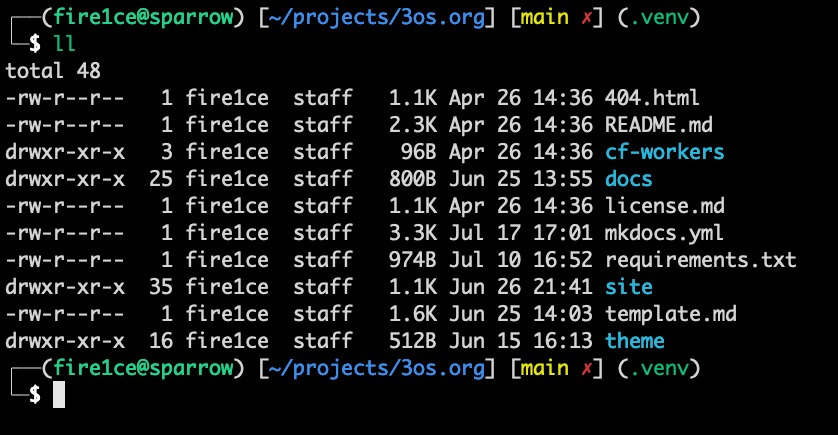 ┌──(fire1ce@sparrow) [~/projects/3os.org] [main ✗] (.venv)
└─$ ll
total 48
-rw-r--r--   1 fire1ce  staff   1.1K Apr 26 14:36 404.html
-rw-r--r--   1 fire1ce  staff   2.3K Apr 26 14:36 README.md
drwxr-xr-x   3 fire1ce  staff    96B Apr 26 14:36 cf-workers
drwxr-xr-x  25 fire1ce  staff   800B Jun 25 13:55 docs
-rw-r--r--   1 fire1ce  staff   1.1K Apr 26 14:36 license.md
-rw-r--r--   1 fire1ce  staff   3.3K Jul 17 17:01 mkdocs.yml
-rw-r--r--   1 fire1ce  staff   974B Jul 10 16:52 requirements.txt
drwxr-xr-x  35 fire1ce  staff   1.1K Jun 26 21:41 site
-rw-r--r--   1 fire1ce  staff   1.6K Jun 25 14:03 template.md
drwxr-xr-x  16 fire1ce  staff   512B Jun 15 16:13 theme
┌──(fire1ce@sparrow) [~/projects/3os.org] [main ✗] (.venv)
└─$